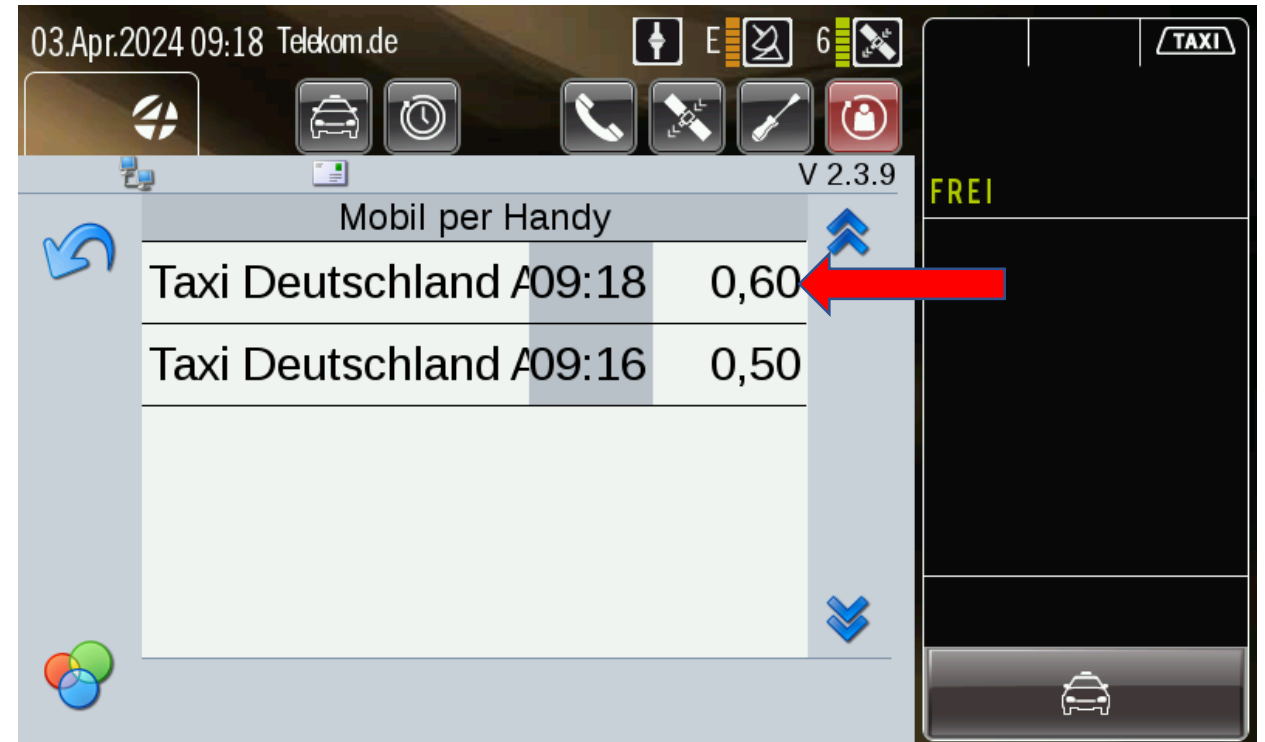 03.Apr.2024 09:18 Telekom.de E 6 TAXI
V 2.3.9
FREI
Mobil per Handy
Taxi Deutschland A 09:18 0,60
Taxi Deutschland A 09:16 0,50